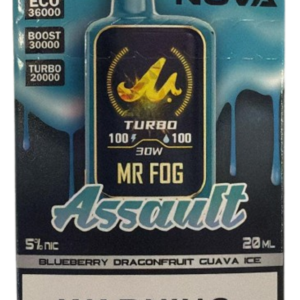 NOVA
ECO
36000
BOOST
30000
TURBO
20000
TURBO
100 100
30W
MR FOG
Assault
5% NIC
20 ML
BLUEBERRY DRAGONFRUIT GUAVA ICE